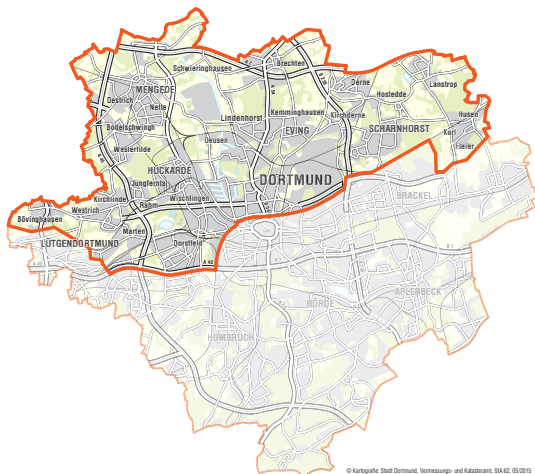 Schwieringhausen
Brechten
MENGEDE
Oestrich
Nette
Derne
Lanstrop
Hostedde
Lindenhorst
Kemminghausen
Kirchderne
Husen
Bodelschwingh
EVING
SCHARNHORST
Kurl
Deusen
Westerfilde
HUCKARDE
Jungferntal
DORTMUND
Wischlingen
BRACKEL
Kirchlinde
Rahm
Westrich
Bövinghausen
Marten
Dorstfeld
LÜTGENDORTMUND
A 40
B 1
APLERBECK
HÖRDE
HOMBRUCH
© Kartografie: Stadt Dortmund, Vermessungs- und Katasteramt, StA 62, 05/2015